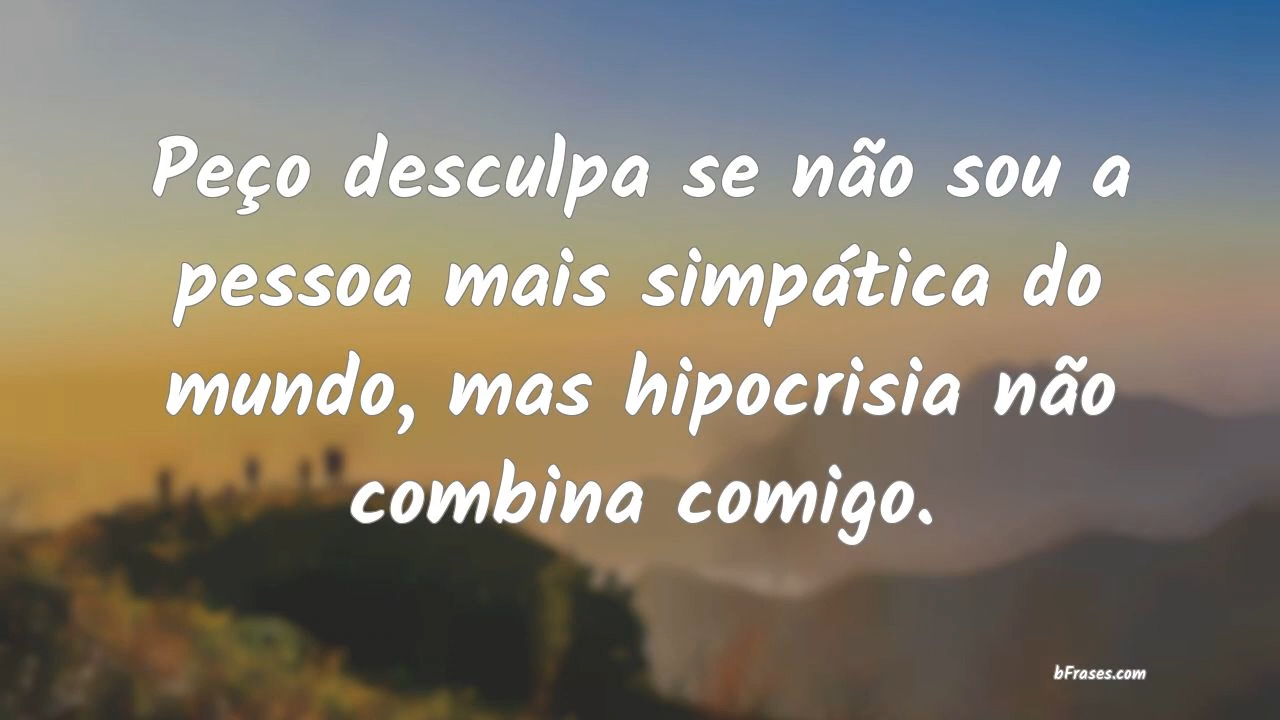 Peço desculpa se não sou a
pessoa mais simpática do
mundo, mas hipocrisia não
combina comigo.
bFrases.com